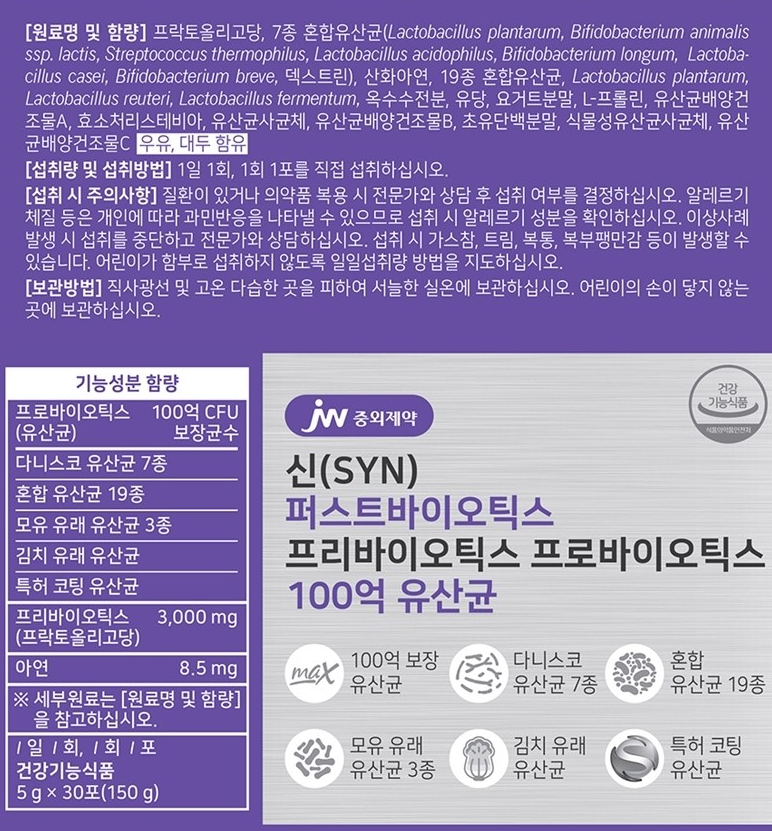 [원료명 및 함량] 프락토올리고당, 7종 혼합유산균(Lactobacillus plantarum, Bifidobacterium animalis
ssp. lactis, Streptococcus thermophilus, Lactobacillus acidophilus, Bifidobacterium longum, Lactoba-
cillus casei, Bifidobacterium breve, 덱스트린), 산화아연, 19종 혼합유산균, Lactobacillus plantarum,
Lactobacillus reuteri, Lactobacillus fermentum, 옥수수전분, 유당, 요거트분말, L-프롤린, 유산균배양건
조물A, 효소처리스테비아, 유산균사균체, 유산균배양건조물B, 초유단백분말, 식물성유산균사균체, 유산
균배양건조물C 우유, 대두 함유
[섭취량 및 섭취방법] 1일 1회, 1회 1포를 직접 섭취하십시오.
[섭취 시 주의사항] 질환이 있거나 의약품 복용 시 전문가와 상담 후 섭취 여부를 결정하십시오. 알레르기
체질 등은 개인에 따라 과민반응을 나타낼 수 있으므로 섭취 시 알레르기 성분을 확인하십시오. 이상사례
발생 시 섭취를 중단하고 전문가와 상담하십시오. 섭취 시 가스참, 트림, 복통, 복부팽만감 등이 발생할 수
있습니다. 어린이가 함부로 섭취하지 않도록 일일섭취량 방법을 지도하십시오.
[보관방법] 직사광선 및 고온 다습한 곳을 피하여 서늘한 실온에 보관하십시오. 어린이의 손이 닿지 않는
곳에 보관하십시오.
기능성분 함량
프로바이오틱스 100억 CFU
(유산균) 보장균수
다니스코 유산균 7종
혼합 유산균 19종
모유 유래 유산균 3종
김치 유래 유산균
특허 코팅 유산균
프리바이오틱스 3,000 mg
(프락토올리고당)
아연 8.5 mg
※ 세부원료는 [원료명 및 함량]
을 참고하십시오.
1일 1회, 1회 1포
건강기능식품
5 g × 30포(150 g)
jw 중외제약
건강
기능식품
식품의약품안전처
신(SYN)
퍼스트바이오틱스
프리바이오틱스 프로바이오틱스
100억 유산균
max
100억 보장
유산균
다니스코
유산균 7종
혼합
유산균 19종
모유 유래
유산균 3종
김치 유래
유산균
S
특허 코팅
유산균